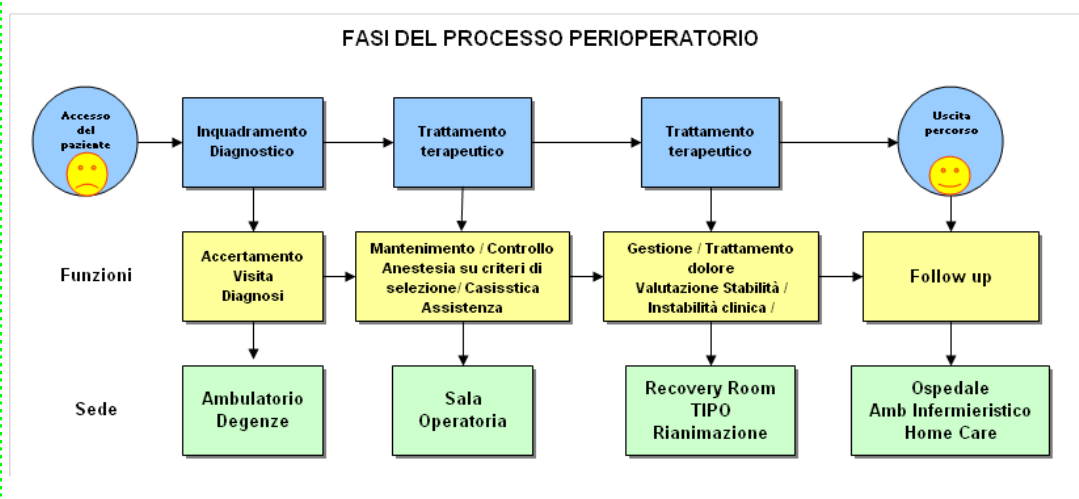 FASI DEL PROCESSO PERIOPERATORIO
Accesso
del
paziente
Inquadramento
Diagnostico
Trattamento
terapeutico
Trattamento
terapeutico
Uscita
percorso
Funzioni
Accertamento
Visita
Diagnosi
Mantenimento / Controllo
Anestesia su criteri di
selezione/ Casisstica
Assistenza
Gestione / Trattamento
dolore
Valutazione Stabilità /
Instabilità clinica /
Follow up
Sede
Ambulatorio
Degenze
Sala
Operatoria
Recovery Room
TIPO
Rianimazione
Ospedale
Amb Infermieristico
Home Care